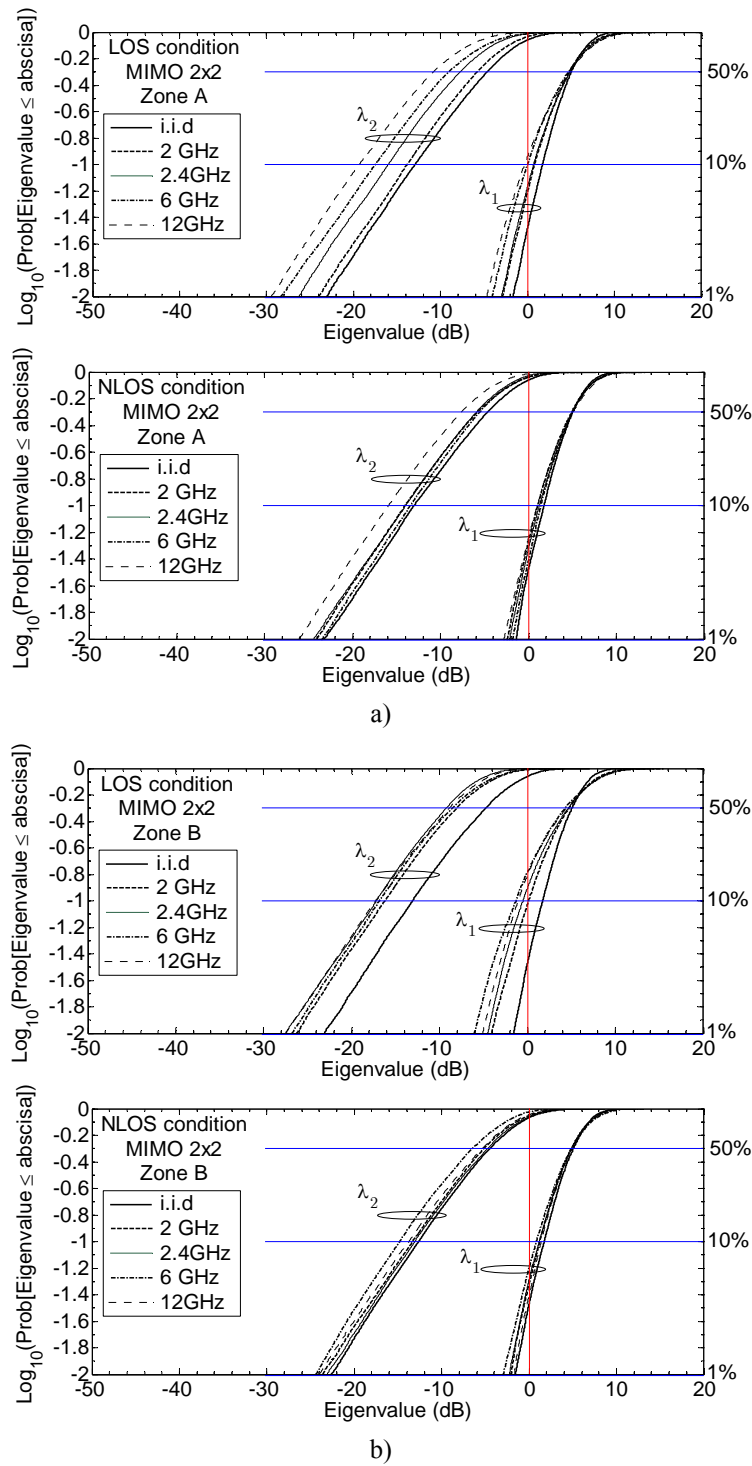 LOS condition
MIMO 2x2
Zone A
i.i.d
2 GHz
2.4GHz
6 GHz
12GHz
λ2
λ1
0
-0.2
-0.4
-0.6
-0.8
-1
-1.2
-1.4
-1.6
-1.8
-2
50%
10%
1%
-50 -40 -30 -20 -10 0 10 20
Eigenvalue (dB)
Log10(Prob[Eigenvalue ≤ abscisa])
NLOS condition
MIMO 2x2
Zone A
i.i.d
2 GHz
2.4GHz
6 GHz
12GHz
λ2
λ1
0
-0.2
-0.4
-0.6
-0.8
-1
-1.2
-1.4
-1.6
-1.8
-2
50%
10%
1%
-50 -40 -30 -20 -10 0 10 20
Eigenvalue (dB)
Log10(Prob[Eigenvalue ≤ abscisa])
a)
LOS condition
MIMO 2x2
Zone B
i.i.d
2 GHz
2.4GHz
6 GHz
12GHz
λ2
λ1
0
-0.2
-0.4
-0.6
-0.8
-1
-1.2
-1.4
-1.6
-1.8
-2
50%
10%
1%
-50 -40 -30 -20 -10 0 10 20
Eigenvalue (dB)
Log10(Prob[Eigenvalue ≤ abscisa])
NLOS condition
MIMO 2x2
Zone B
i.i.d
2 GHz
2.4GHz
6 GHz
12GHz
λ2
λ1
0
-0.2
-0.4
-0.6
-0.8
-1
-1.2
-1.4
-1.6
-1.8
-2
50%
10%
1%
-50 -40 -30 -20 -10 0 10 20
Eigenvalue (dB)
Log10(Prob[Eigenvalue ≤ abscisa])
b)